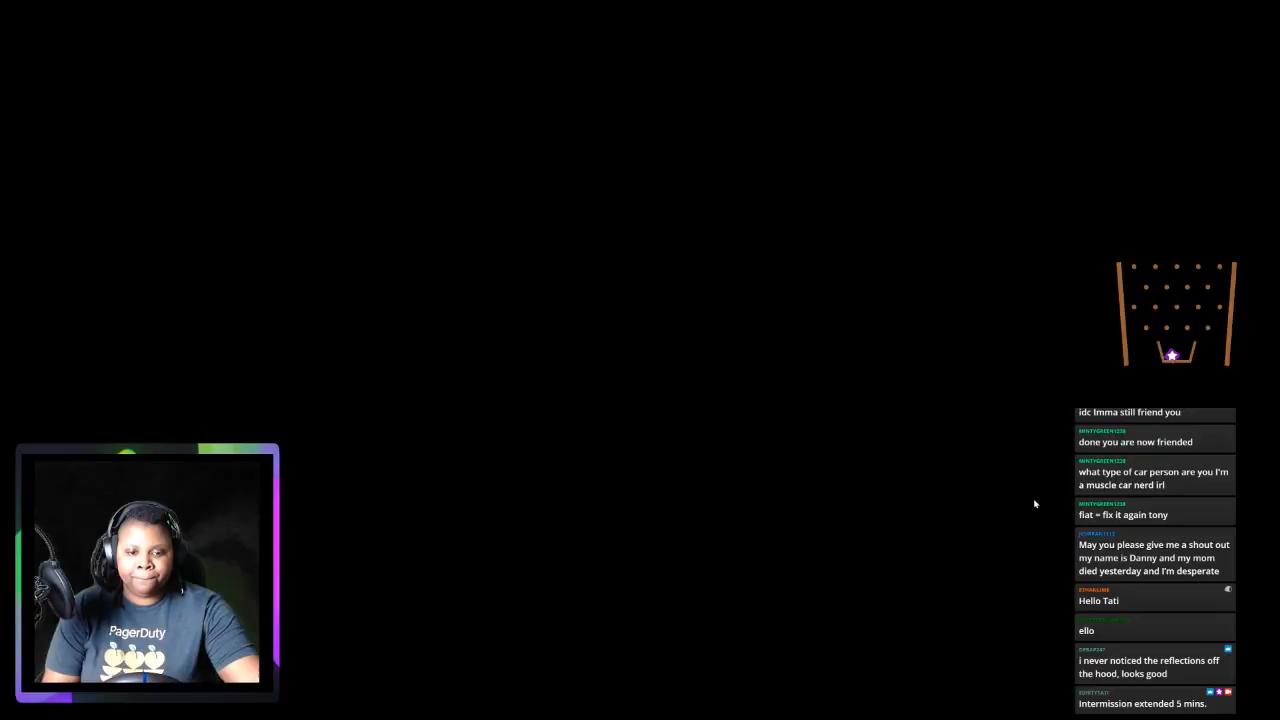 idc Imma still friend you
MINTYGREEN1238
done you are now friended
MINTYGREEN1238
what type of car person are you I'm
a muscle car nerd irl
MINTYGREEN1238
fiat = fix it again tony
May you please give me a shout out
my name is Danny and my mom
died yesterday and I'm desperate
Hello Tati
ello
i never noticed the reflections off
the hood, looks good
Intermission extended 5 mins.
PagerDuty